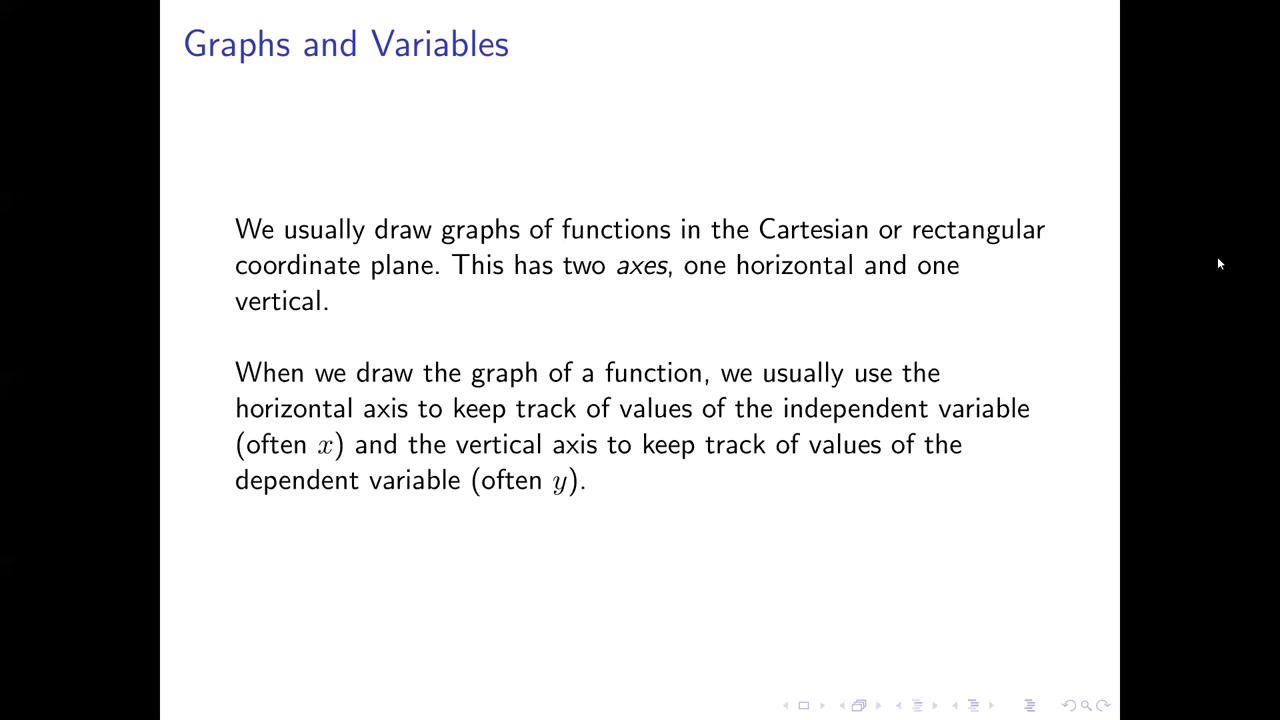 Graphs and Variables
We usually draw graphs of functions in the Cartesian or rectangular
coordinate plane. This has two axes, one horizontal and one
vertical.
When we draw the graph of a function, we usually use the
horizontal axis to keep track of values of the independent variable
(often x) and the vertical axis to keep track of values of the
dependent variable (often y).